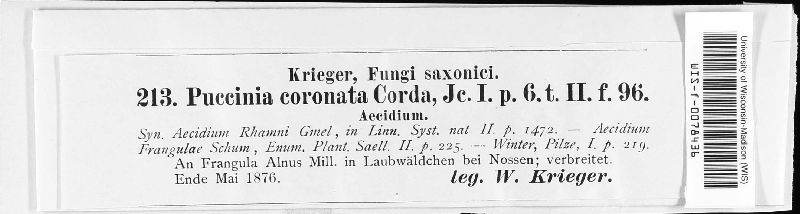 Krieger, Fungi saxonici.
213. Puccinia coronata Corda, Jc. I. p. 6. t. II. f. 96.
Aecidium.
Syn. Aecidium Rhamni Gmel, in Linn. Syst. nat II. p. 1472. — Aecidium
Frangulae Schum, Enum. Plant. Saell. II. p. 225. — Winter, Pilze, I. p. 219.
An Frangula Alnus Mill. in Laubwäldchen bei Nossen; verbreitet.
Ende Mai 1876. leg. W. Krieger.
WIS-f-0078436
University of Wisconsin-Madison (WIS)